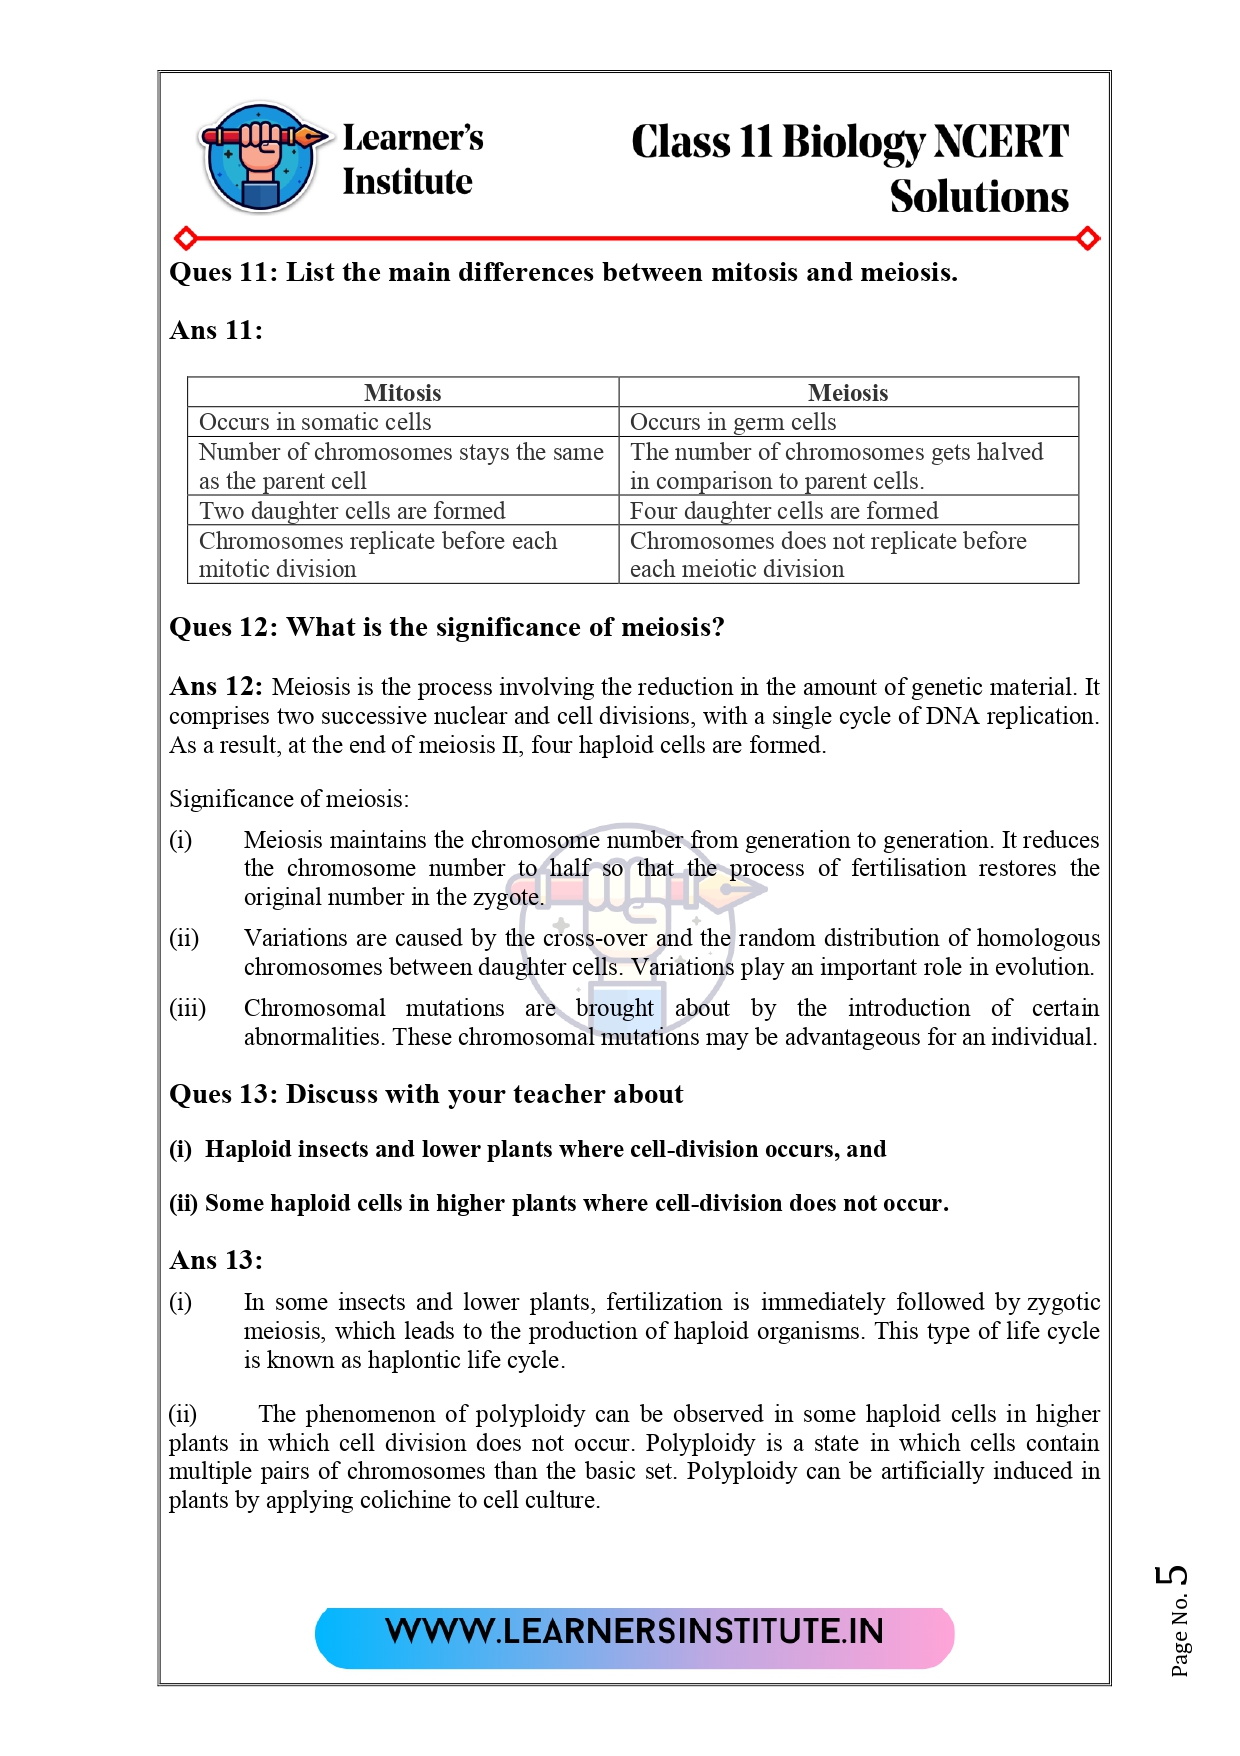 Learner's
Institute
Class 11 Biology NCERT
Solutions
Ques 11: List the main differences between mitosis and meiosis.
Ans 11:
Mitosis Meiosis
Occurs in somatic cells Occurs in germ cells
Number of chromosomes stays the same The number of chromosomes gets halved
as the parent cell in comparison to parent cells.
Two daughter cells are formed Four daughter cells are formed
Chromosomes replicate before each Chromosomes does not replicate before
mitotic division each meiotic division
Ques 12: What is the significance of meiosis?
Ans 12: Meiosis is the process involving the reduction in the amount of genetic material. It
comprises two successive nuclear and cell divisions, with a single cycle of DNA replication.
As a result, at the end of meiosis II, four haploid cells are formed.
Significance of meiosis:
(i) Meiosis maintains the chromosome number from generation to generation. It reduces
the chromosome number to half so that the process of fertilisation restores the
original number in the zygote.
(ii) Variations are caused by the cross-over and the random distribution of homologous
chromosomes between daughter cells. Variations play an important role in evolution.
(iii) Chromosomal mutations are brought about by the introduction of certain
abnormalities. These chromosomal mutations may be advantageous for an individual.
Ques 13: Discuss with your teacher about
(i) Haploid insects and lower plants where cell-division occurs, and
(ii) Some haploid cells in higher plants where cell-division does not occur.
Ans 13:
(i) In some insects and lower plants, fertilization is immediately followed by zygotic
meiosis, which leads to the production of haploid organisms. This type of life cycle
is known as haplontic life cycle.
(ii) The phenomenon of polyploidy can be observed in some haploid cells in higher
plants in which cell division does not occur. Polyploidy is a state in which cells contain
multiple pairs of chromosomes than the basic set. Polyploidy can be artificially induced in
plants by applying colichine to cell culture.
WWW.LEARNERSINSTITUTE.IN
Page No. 5